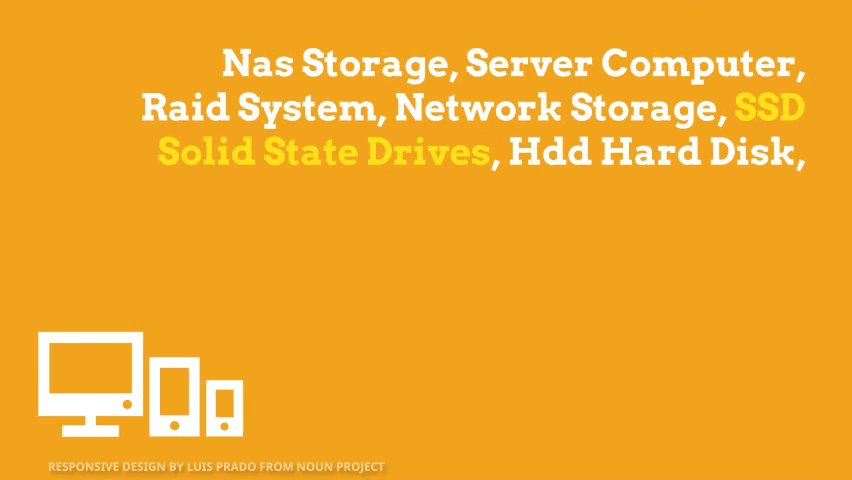 Nas Storage, Server Computer,
Raid System, Network Storage, SSD
Solid State Drives, Hdd Hard Disk,
RESPONSIVE DESIGN BY LUIS PRADO FROM NOUN PROJECT